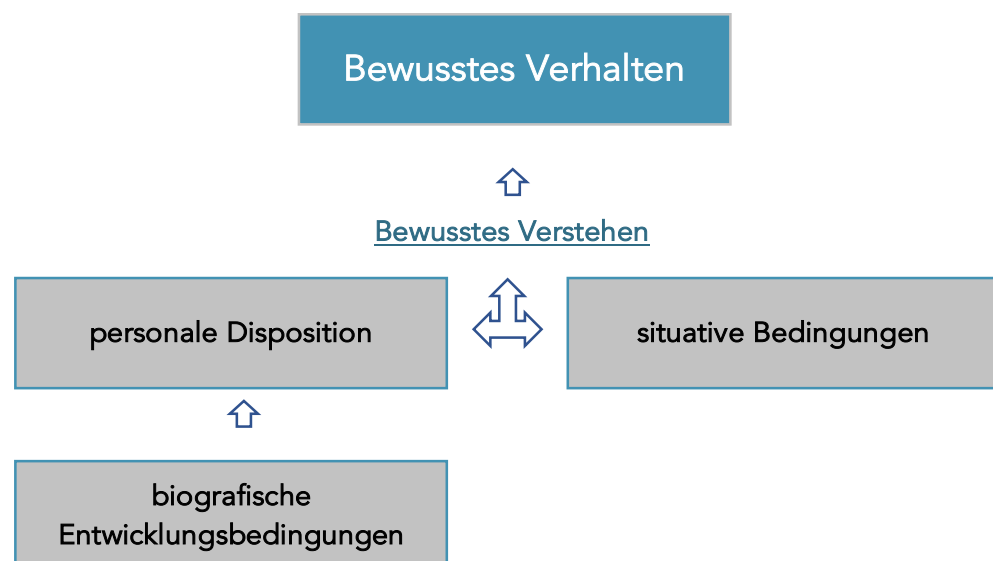 Bewusstes Verhalten
Bewusstes Verstehen
personale Disposition
situative Bedingungen
biografische
Entwicklungsbedingungen